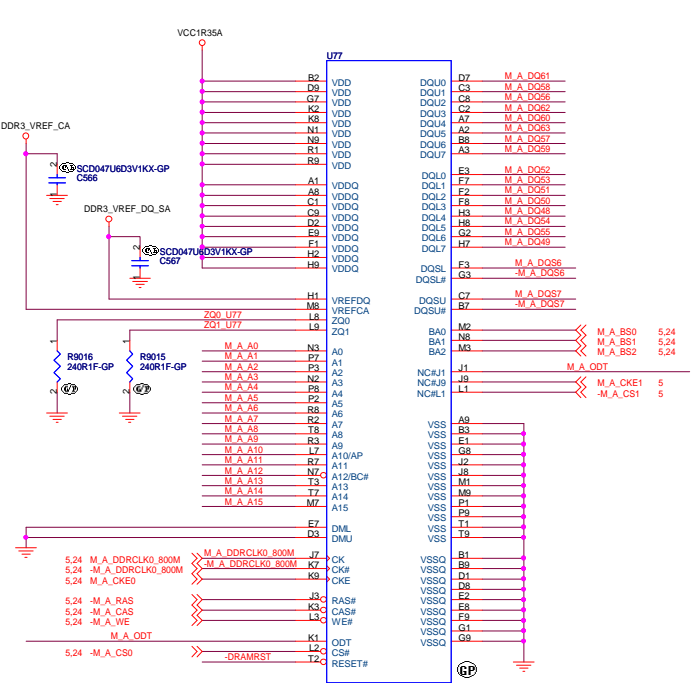 VCC1R35A
U77
DDR3_VREF_CA
2
SCD047U6D3V1KX-GP
C566
DDR3_VREF_DQ_SA
2
SCD047U6D3V1KX-GP
C567
B2 VDD
D9 VDD
G7 VDD
K2 VDD
K8 VDD
N1 VDD
N9 VDD
R1 VDD
R9 VDD
A1 VDDQ
A8 VDDQ
C1 VDDQ
C9 VDDQ
D2 VDDQ
E9 VDDQ
F1 VDDQ
H2 VDDQ
H9 VDDQ
H1 VREFDQ
M8 VREFCA
ZQ0_U77 L8 ZQ0
ZQ1_U77 L9 ZQ1
R9016
240R1F-GP
R9015
240R1F-GP
M_A_A0 N3 A0
M_A_A1 P7 A1
M_A_A2 P3 A2
M_A_A3 N2 A3
M_A_A4 P8 A4
M_A_A5 P2 A5
M_A_A6 R8 A6
M_A_A7 R2 A7
M_A_A8 T8 A8
M_A_A9 R3 A9
M_A_A10 L7 A10/AP
M_A_A11 R7 A11
M_A_A12 N7 A12/BC#
M_A_A13 T3 A13
M_A_A14 T7 A14
M_A_A15 M7 A15
E7 DML
D3 DMU
5,24 M_A_DDRCLK0_800M M_A_DDRCLK0_800M J7 CK
5,24 -M_A_DDRCLK0_800M -M_A_DDRCLK0_800M K7 CK#
5,24 M_A_CKE0 K9 CKE
5,24 -M_A_RAS J3 RAS#
5,24 -M_A_CAS K3 CAS#
5,24 -M_A_WE L3 WE#
M_A_ODT K1 ODT
5,24 -M_A_CS0 L2 CS#
-DRAMRST T2 RESET#
DQU0 D7 M_A_DQ61
DQU1 C3 M_A_DQ58
DQU2 C8 M_A_DQ56
DQU3 C2 M_A_DQ62
DQU4 A7 M_A_DQ60
DQU5 A2 M_A_DQ63
DQU6 B8 M_A_DQ57
DQU7 A3 M_A_DQ59
DQL0 E3 M_A_DQ52
DQL1 F7 M_A_DQ53
DQL2 F2 M_A_DQ51
DQL3 F8 M_A_DQ50
DQL4 H3 M_A_DQ48
DQL5 H8 M_A_DQ54
DQL6 G2 M_A_DQ55
DQL7 H7 M_A_DQ49
DQSL F3 M_A_DQS6
DQSL# G3 -M_A_DQS6
DQSU C7 M_A_DQS7
DQSU# B7 -M_A_DQS7
BA0 M2 M_A_BS0 5,24
BA1 N8 M_A_BS1 5,24
BA2 M3 M_A_BS2 5,24
NC#J1 J1 M_A_ODT
NC#J9 J9 M_A_CKE1 5
NC#L1 L1 -M_A_CS1 5
VSS A9
VSS B3
VSS E1
VSS G8
VSS J2
VSS J8
VSS M1
VSS M9
VSS P1
VSS P9
VSS T1
VSS T9
VSSQ B1
VSSQ B9
VSSQ D1
VSSQ D8
VSSQ E2
VSSQ E8
VSSQ F9
VSSQ G1
VSSQ G9
GP